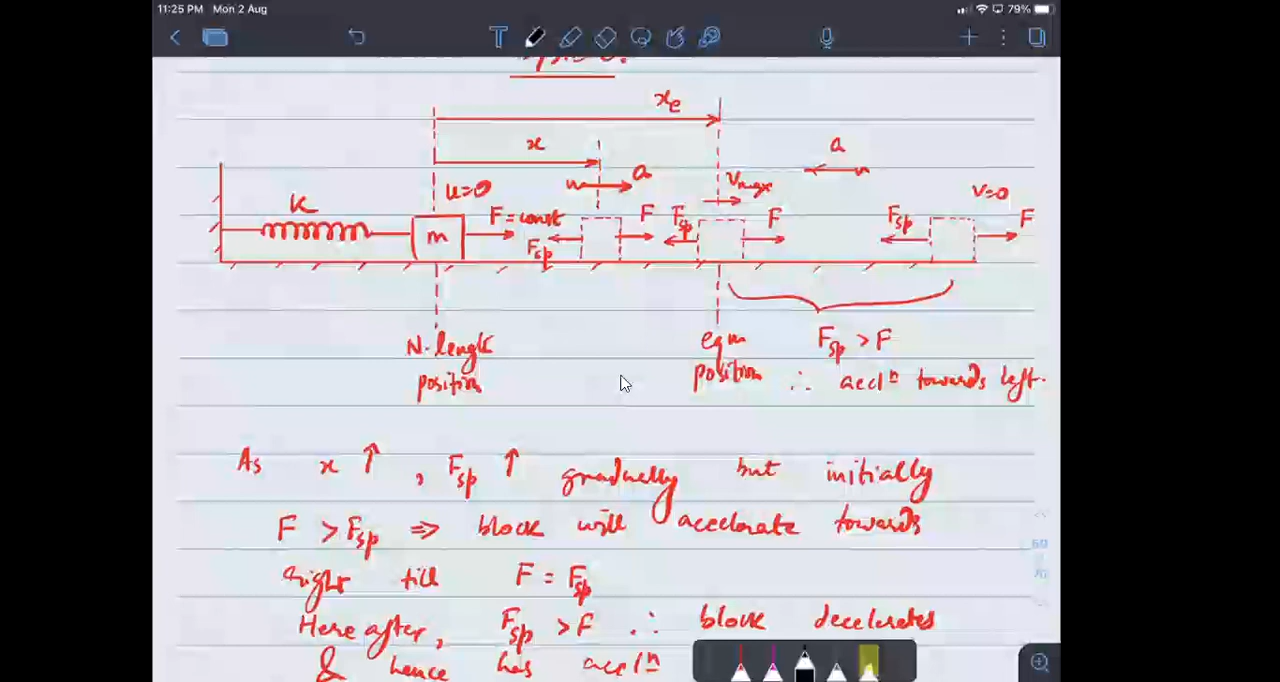 11:25 PM Mon 2 Aug
79%
xe
x
a
a
K
u=0
F = const
Fsp
m
F
Fsp
vmax
F
Fsp
v=0
F
N. length
position
eqm
position
Fsp > F
∴ accln towards left.
As x ↑, Fsp ↑ gradually but initially
F > Fsp ⇒ block will accelerate towards
right till F = Fsp
Here after, Fsp > F ∴ block decelerates
& hence has accln